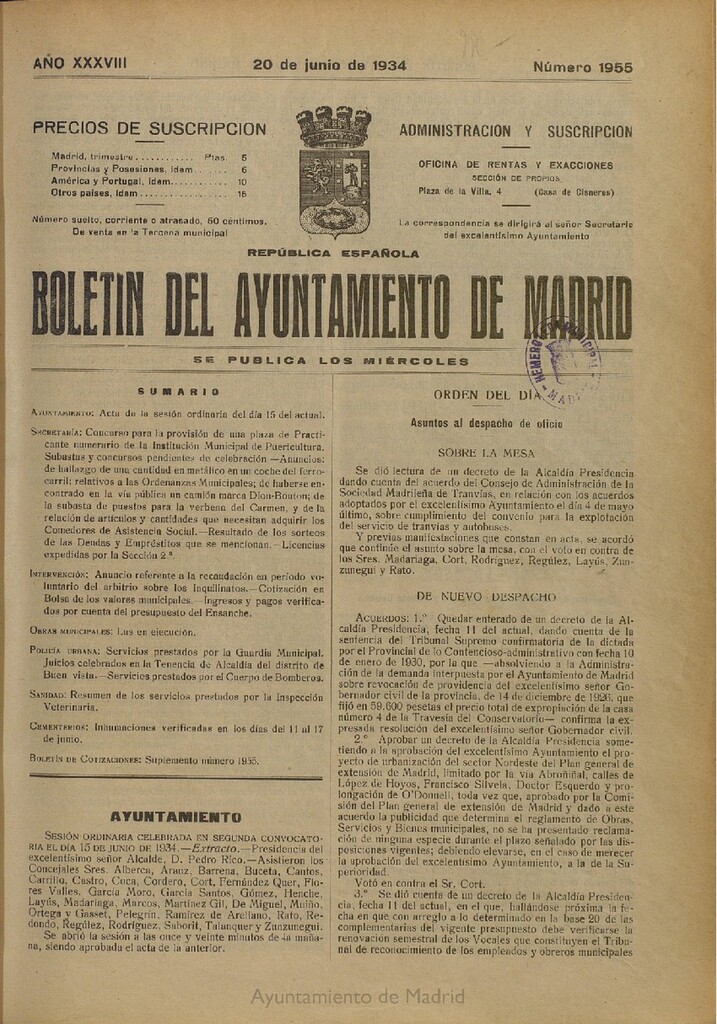 AÑO XXXVIII 20 de junio de 1934 Número 1955
PRECIOS DE SUSCRIPCION
Madrid, trimestre............ Ptas. 5
Provincias y Posesiones, ídem.... 6
América y Portugal, ídem.......... 10
Otros países, ídem................ 15
Número suelto, corriente o atrasado, 50 céntimos.
De venta en la Tercena municipal
ADMINISTRACION Y SUSCRIPCION
OFICINA DE RENTAS Y EXACCIONES
SECCIÓN DE PROPIOS
Plaza de la Villa, 4 (Casa de Cisneros)
La correspondencia se dirigirá al señor Secretario
del excelentísimo Ayuntamiento
REPÚBLICA ESPAÑOLA
BOLETIN DEL AYUNTAMIENTO DE MADRID
SE PUBLICA LOS MIÉRCOLES
HEMEROTECA MUNICIPAL
MADRID
SUMARIO
AYUNTAMIENTO: Acta de la sesión ordinaria del día 15 del actual.
SECRETARÍA: Concurso para la provisión de una plaza de Practi-
cante numerario de la Institución Municipal de Puericultura.
Subastas y concursos pendientes de celebración —Anuncios:
de hallazgo de una cantidad en metálico en un coche del ferro-
carril; relativos a las Ordenanzas Municipales; de haberse en-
contrado en la vía pública un camión marca Dion-Bouton; de
la subasta de puestos para la verbena del Carmen, y de la
relación de artículos y cantidades que necesitan adquirir los
Comedores de Asistencia Social.—Resultado de los sorteos
de las Deudas y Empréstitos que se mencionan.—Licencias
expedidas por la Sección 2.ª
INTERVENCIÓN: Anuncio referente a la recaudación en período vo-
luntario del arbitrio sobre los Inquilinatos.—Cotización en
Bolsa de los valores municipales.—Ingresos y pagos verifica-
dos por cuenta del presupuesto del Ensanche.
OBRAS MUNICIPALES: Las en ejecución.
POLICÍA URBANA: Servicios prestados por la Guardia Municipal.
Juicios celebrados en la Tenencia de Alcaldía del distrito de
Buen vista.—Servicios prestados por el Cuerpo de Bomberos.
SANIDAD: Resumen de los servicios prestados por la Inspección
Veterinaria.
CEMENTERIOS: Inhumaciones verificadas en los días del 11 al 17
de junio.
BOLETÍN DE COTIZACIONES: Suplemento número 1955.
AYUNTAMIENTO
SESIÓN ORDINARIA CELEBRADA EN SEGUNDA CONVOCATO-
RIA EL DÍA 15 DE JUNIO DE 1934.—Extracto.—Presidencia del
excelentísimo señor Alcalde, D. Pedro Rico.—Asistieron los
Concejales Sres. Alberca, Arauz, Barrena, Buceta, Cantos,
Carrillo, Castro, Coca, Cordero, Cort, Fernández Quer, Flo-
res Valles, García Moro, García Santos, Gómez, Henche,
Layús, Madariaga, Marcos, Martínez Gil, De Miguel, Muiño,
Ortega y Gasset, Pelegrín, Ramírez de Arellano, Rato, Re-
dondo, Regúlez, Rodríguez, Saborit, Talanquer y Zunzunegui.
Se abrió la sesión a las once y veinte minutos de la maña-
na, siendo aprobada el acta de la anterior.
ORDEN DEL DÍA
Asuntos al despacho de oficio
SOBRE LA MESA
Se dió lectura de un decreto de la Alcaldía Presidencia
dando cuenta del acuerdo del Consejo de Administración de la
Sociedad Madrileña de Tranvías, en relación con los acuerdos
adoptados por el excelentísimo Ayuntamiento el día 4 de mayo
último, sobre cumplimiento del convenio para la explotación
del servicio de tranvías y autobuses.
Y previas manifestaciones que constan en acta, se acordó
que continúe el asunto sobre la mesa, con el voto en contra de
los Sres. Madariaga, Cort, Rodríguez, Regúlez, Layús, Zun-
zunegui y Rato.
DE NUEVO DESPACHO
ACUERDOS: 1.º Quedar enterado de un decreto de la Al-
caldía Presidencia, fecha 11 del actual, dando cuenta de la
sentencia del Tribunal Supremo confirmatoria de la dictada
por el Provincial de lo Contencioso-administrativo con fecha 10
de enero de 1930, por la que —absolviendo a la Administra-
ción de la demanda interpuesta por el Ayuntamiento de Madrid
sobre revocación de providencia del excelentísimo señor Go-
bernador civil de la provincia, de 14 de diciembre de 1926, que
fijó en 59.600 pesetas el precio total de expropiación de la casa
número 4 de la Travesía del Conservatorio— confirma la ex-
presada resolución del excelentísimo señor Gobernador civil.
2.º Aprobar un decreto de la Alcaldía Presidencia some-
tiendo a la aprobación del excelentísimo Ayuntamiento el pro-
yecto de urbanización del sector Nordeste del Plan general de
extensión de Madrid, limitado por la vía Abroñigal, calles de
López de Hoyos, Francisco Silvela, Doctor Esquerdo y pro-
longación de O'Donnell, toda vez que, aprobado por la Comi-
sión del Plan general de extensión de Madrid y dado a este
acuerdo la publicidad que determina el reglamento de Obras,
Servicios y Bienes municipales, no se ha presentado reclama-
ción de ninguna especie durante el plazo señalado por las dis-
posiciones vigentes; debiendo elevarse, en el caso de merecer
la aprobación del excelentísimo Ayuntamiento, a la de la Su-
perioridad.
Votó en contra el Sr. Cort.
3.º Se dió cuenta de un decreto de la Alcaldía Presiden-
cia, fecha 11 del actual, en el que, hallándose próxima la fe-
cha en que con arreglo a lo determinado en la base 20 de las
complementarias del vigente presupuesto debe verificarse la
renovación semestral de los Vocales que constituyen el Tribu-
nal de reconocimiento de los empleados y obreros municipales
Ayuntamiento de Madrid